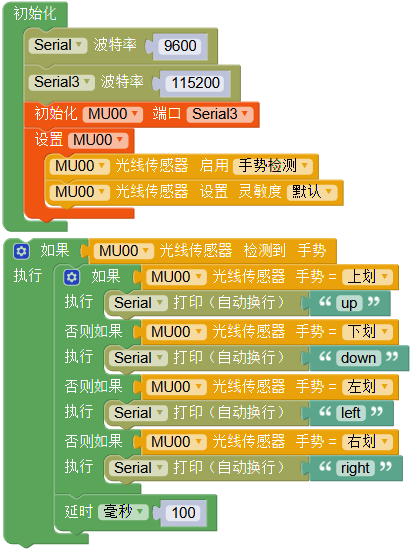 初始化
Serial 波特率 9600
Serial3 波特率 115200
初始化 MU00 端口 Serial3
设置 MU00
MU00 光线传感器 启用 手势检测
MU00 光线传感器 设置 灵敏度 默认
如果 MU00 光线传感器 检测到 手势
执行 如果 MU00 光线传感器 手势 = 上划
执行 Serial 打印（自动换行） “ up ”
否则如果 MU00 光线传感器 手势 = 下划
执行 Serial 打印（自动换行） “ down ”
否则如果 MU00 光线传感器 手势 = 左划
执行 Serial 打印（自动换行） “ left ”
否则如果 MU00 光线传感器 手势 = 右划
执行 Serial 打印（自动换行） “ right ”
延时 毫秒 100